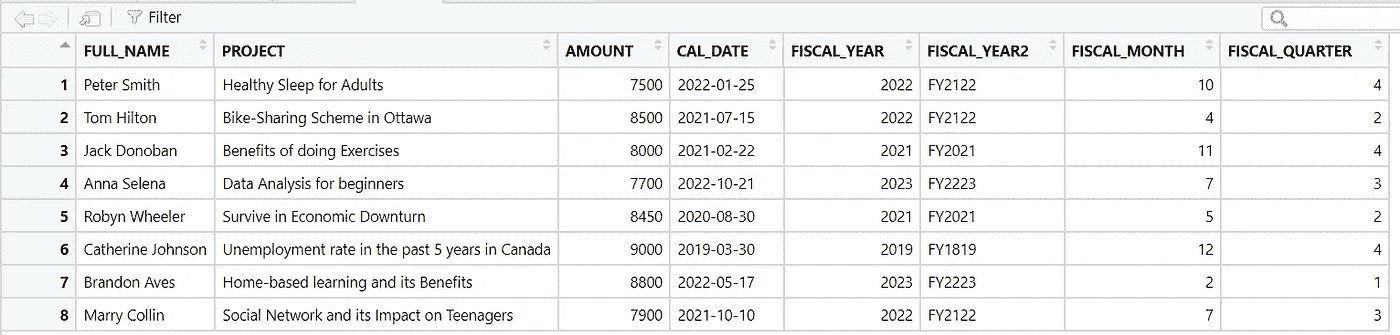 Filter
FULL_NAME PROJECT AMOUNT CAL_DATE FISCAL_YEAR FISCAL_YEAR2 FISCAL_MONTH FISCAL_QUARTER
1 Peter Smith Healthy Sleep for Adults 7500 2022-01-25 2022 FY2122 10 4
2 Tom Hilton Bike-Sharing Scheme in Ottawa 8500 2021-07-15 2022 FY2122 4 2
3 Jack Donoban Benefits of doing Exercises 8000 2021-02-22 2021 FY2021 11 4
4 Anna Selena Data Analysis for beginners 7700 2022-10-21 2023 FY2223 7 3
5 Robyn Wheeler Survive in Economic Downturn 8450 2020-08-30 2021 FY2021 5 2
6 Catherine Johnson Unemployment rate in the past 5 years in Canada 9000 2019-03-30 2019 FY1819 12 4
7 Brandon Aves Home-based learning and its Benefits 8800 2022-05-17 2023 FY2223 2 1
8 Marry Collin Social Network and its Impact on Teenagers 7900 2021-10-10 2022 FY2122 7 3